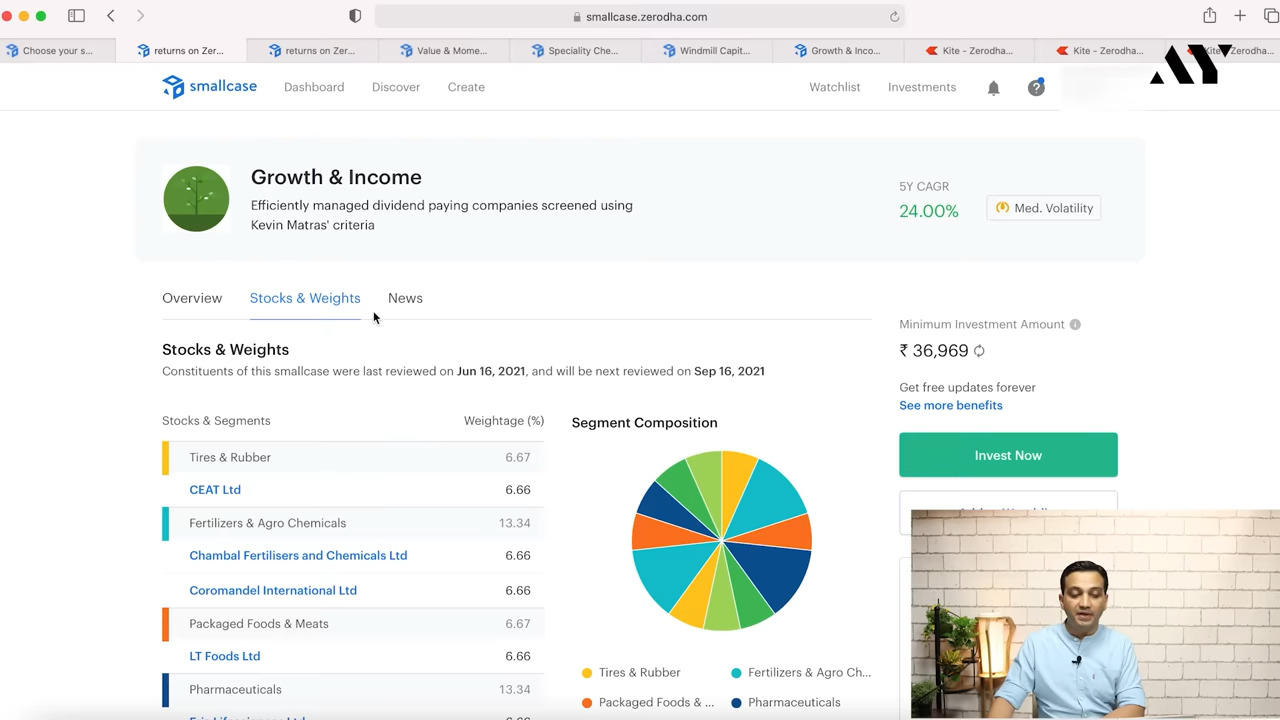 smallcase.zerodha.com
Choose your s...
returns on Zer...
returns on Zer...
Value & Mome...
Speciality Che...
Windmill Capit...
Growth & Inco...
Kite - Zerodha...
Kite - Zerodha...
smallcase
Dashboard
Discover
Create
Watchlist
Investments
Growth & Income
Efficiently managed dividend paying companies screened using
Kevin Matras' criteria
5Y CAGR
24.00%
Med. Volatility
Overview
Stocks & Weights
News
Minimum Investment Amount
₹ 36,969
Stocks & Weights
Constituents of this smallcase were last reviewed on Jun 16, 2021, and will be next reviewed on Sep 16, 2021
Get free updates forever
See more benefits
Stocks & Segments
Weightage (%)
Segment Composition
Tires & Rubber 6.67
Invest Now
CEAT Ltd 6.66
Fertilizers & Agro Chemicals 13.34
Chambal Fertilisers and Chemicals Ltd 6.66
Coromandel International Ltd 6.66
Packaged Foods & Meats 6.67
LT Foods Ltd 6.66
Pharmaceuticals 13.34
Tires & Rubber
Fertilizers & Agro Ch...
Packaged Foods & ...
Pharmaceuticals